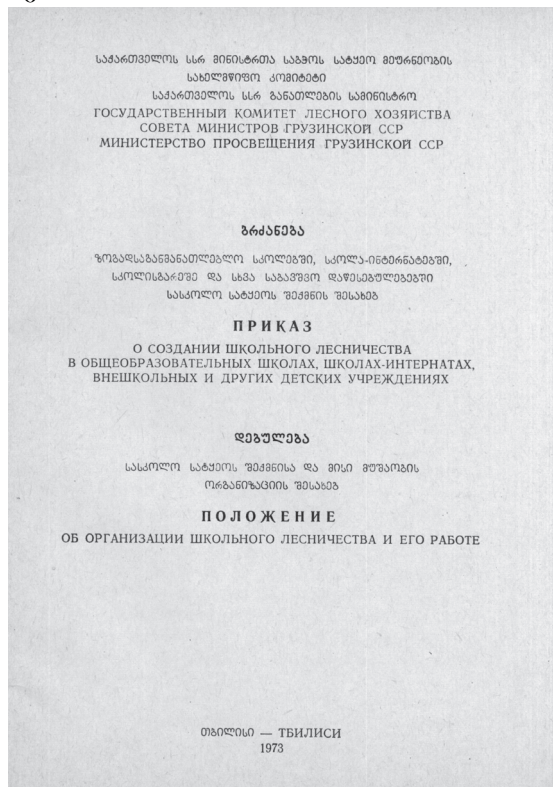 საქართველოს სსრ მინისტრთა საბჭოს სატყეო მეურნეობის
სახელმწიფო კომიტეტი
საქართველოს სსრ განათლების სამინისტრო
ГОСУДАРСТВЕННЫЙ КОМИТЕТ ЛЕСНОГО ХОЗЯЙСТВА
СОВЕТА МИНИСТРОВ ГРУЗИНСКОЙ ССР
МИНИСТЕРСТВО ПРОСВЕЩЕНИЯ ГРУЗИНСКОЙ ССР
ბრძანება
ზოგადსაგანმანათლებლო სკოლებში, სკოლა-ინტერნატებში,
სკოლისგარეშე და სხვა საბავშვო დაწესებულებებში
სასკოლო სატყეოს შექმნის შესახებ
ПРИКАЗ
О СОЗДАНИИ ШКОЛЬНОГО ЛЕСНИЧЕСТВА
В ОБЩЕОБРАЗОВАТЕЛЬНЫХ ШКОЛАХ, ШКОЛАХ-ИНТЕРНАТАХ,
ВНЕШКОЛЬНЫХ И ДРУГИХ ДЕТСКИХ УЧРЕЖДЕНИЯХ
დებულება
სასკოლო სატყეოს შექმნისა და მისი მუშაობის
ორგანიზაციის შესახებ
ПОЛОЖЕНИЕ
ОБ ОРГАНИЗАЦИИ ШКОЛЬНОГО ЛЕСНИЧЕСТВА И ЕГО РАБОТЕ
თბილისი — ТБИЛИСИ
1973